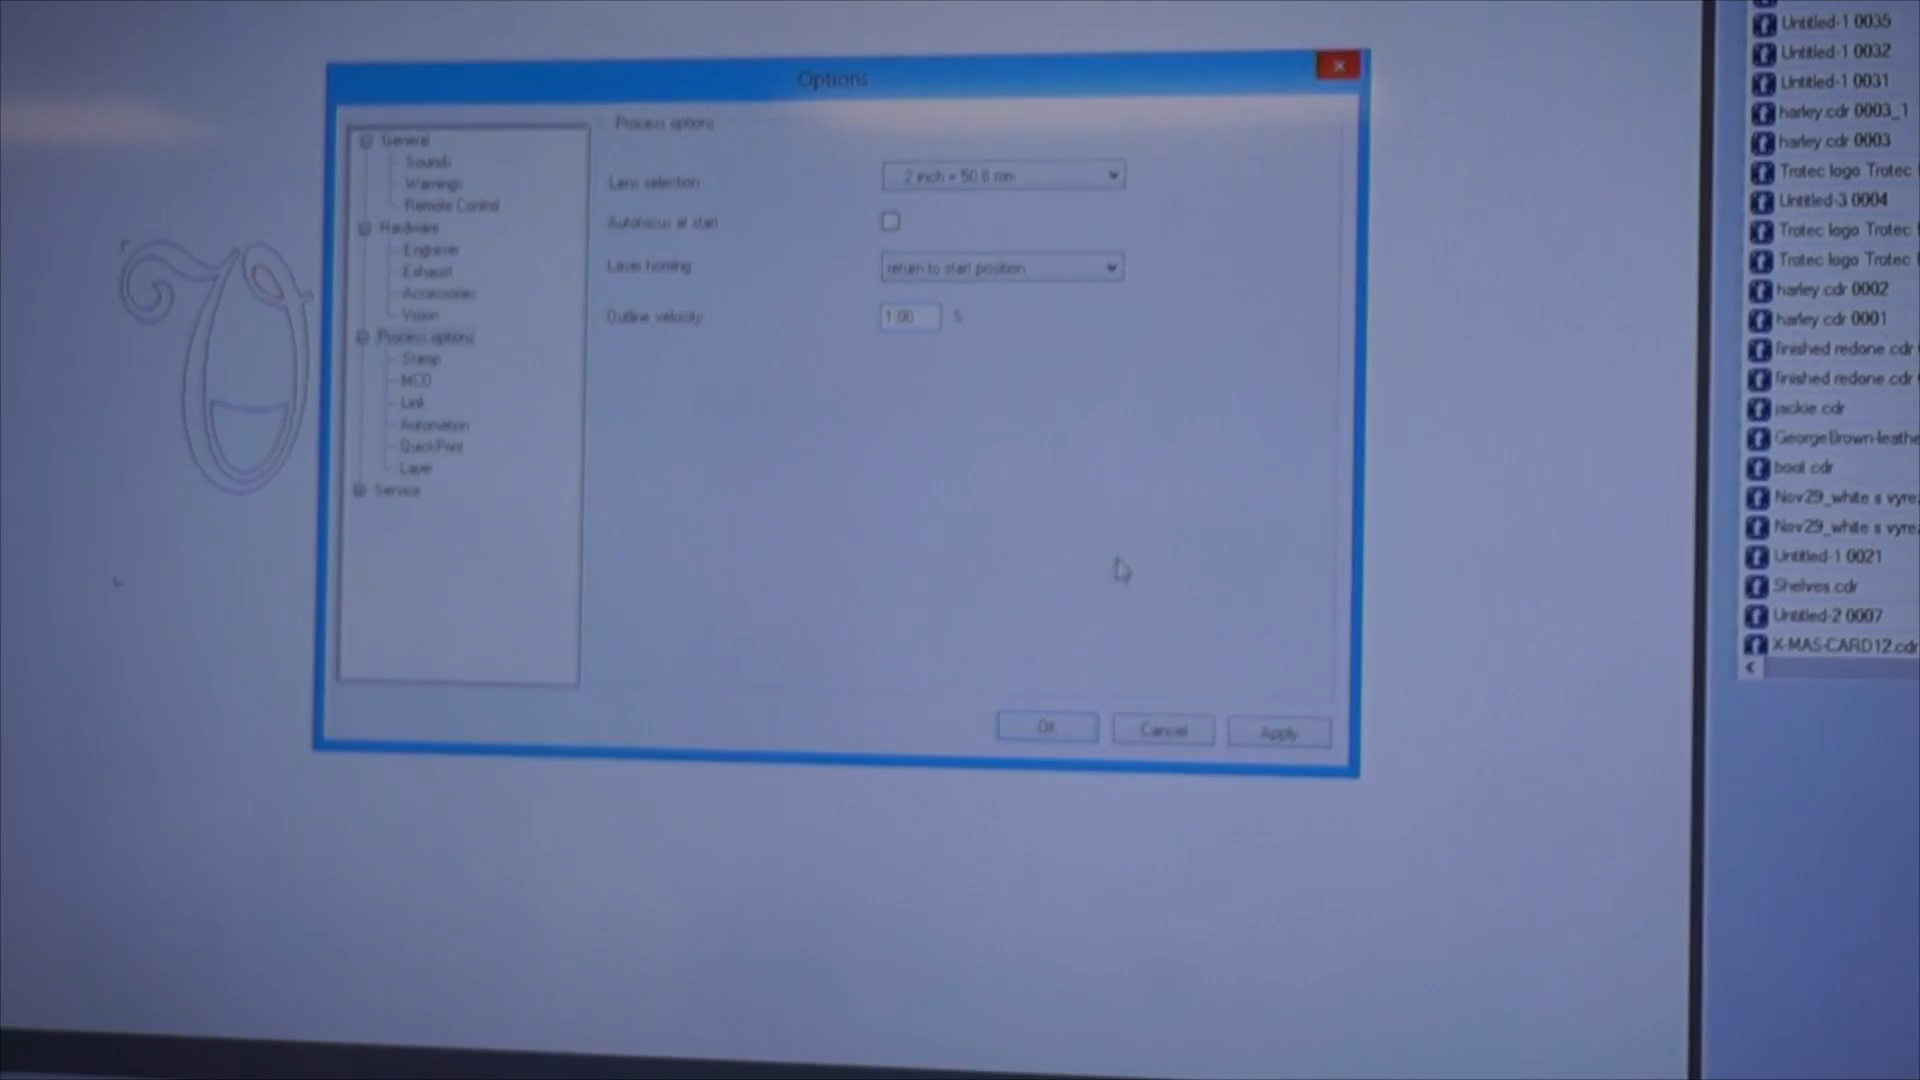 Options
General
Sounds
Warnings
Remote Control
Hardware
Engraver
Exhaust
Accessories
Vision
Process options
Stamp
MCO
Link
Automation
QuickPrint
Layer
Service
Process options
Lens selection
2 inch = 50.8 mm
Autofocus at start
Laser homing
return to start position
Outline velocity
1.00 %
OK
Cancel
Apply
Untitled-1 0035
Untitled-1 0032
Untitled-1 0031
harley.cdr 0003_1
harley.cdr 0003
Trotec logo Trotec
Untitled-3 0004
Trotec logo Trotec
Trotec logo Trotec
harley.cdr 0002
harley.cdr 0001
finished redone.cdr
finished redone.cdr
jackie.cdr
GeorgeBrown-leathe
boat.cdr
Nov29_white s vyre
Nov29_white s vyre
Untitled-1 0021
Shelves.cdr
Untitled-2 0007
X-MAS-CARD12.cdr